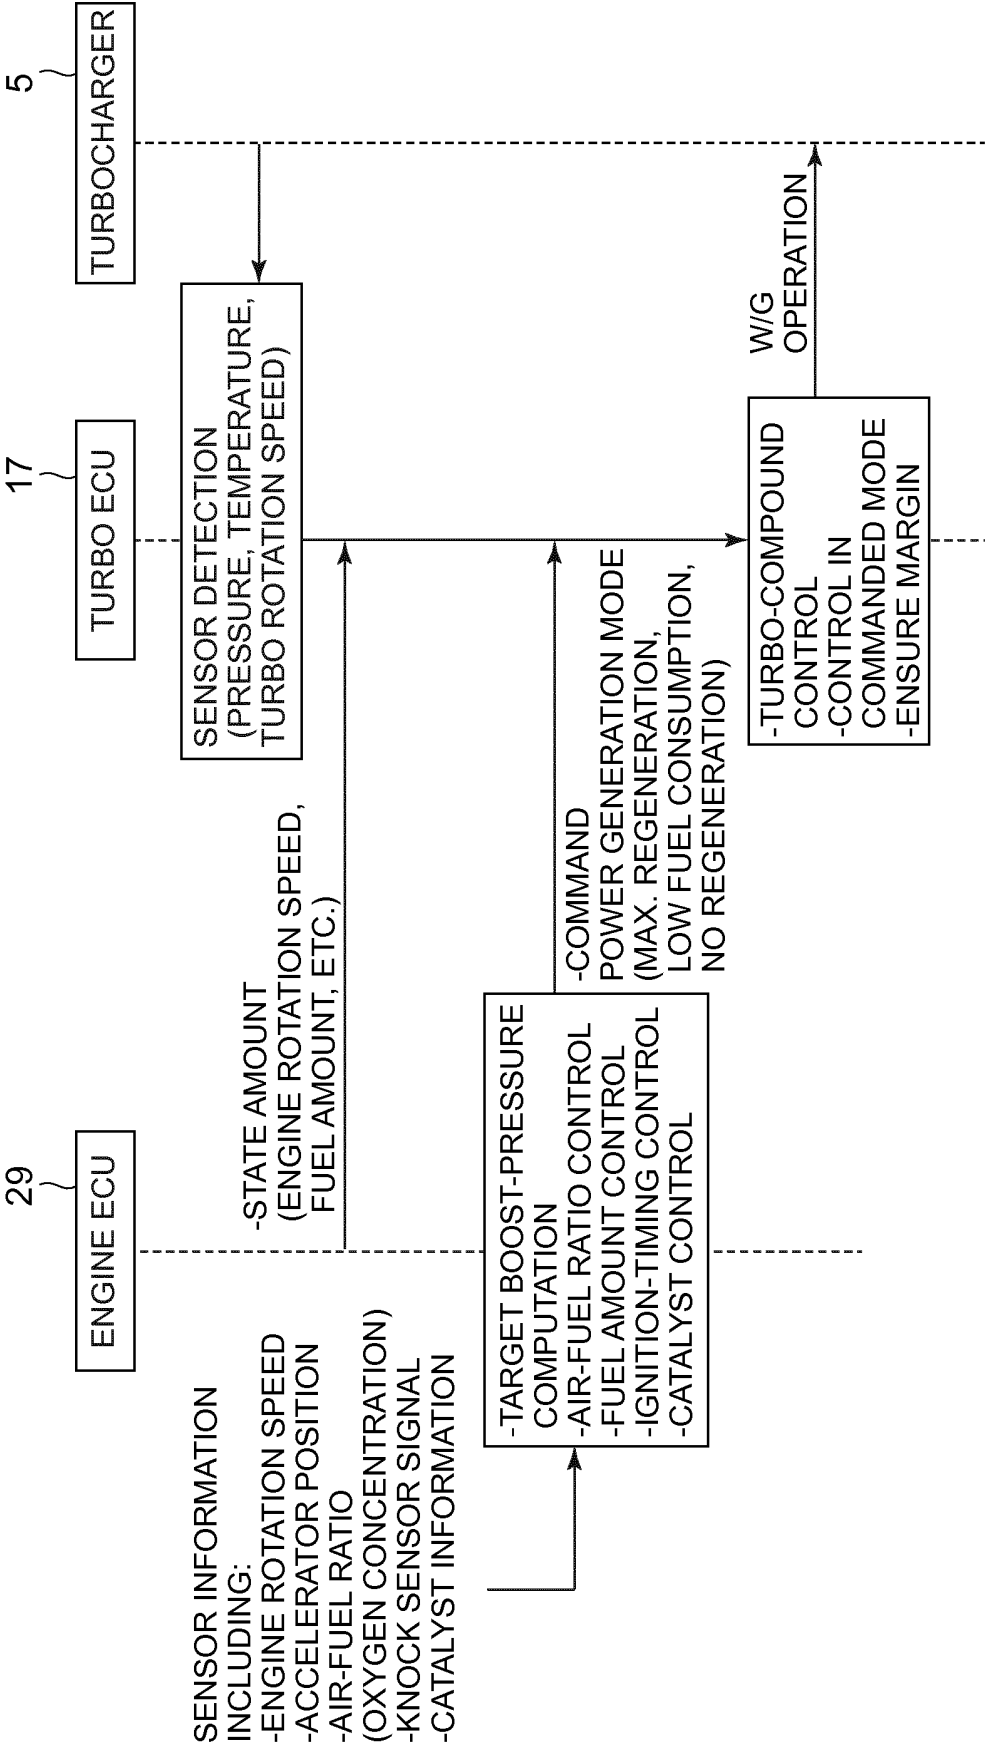 29
ENGINE ECU
17
TURBO ECU
5
TURBOCHARGER
SENSOR INFORMATION
INCLUDING:
-ENGINE ROTATION SPEED
-ACCELERATOR POSITION
-AIR-FUEL RATIO
(OXYGEN CONCENTRATION)
-KNOCK SENSOR SIGNAL
-CATALYST INFORMATION
-STATE AMOUNT
(ENGINE ROTATION SPEED,
FUEL AMOUNT, ETC.)
SENSOR DETECTION
(PRESSURE, TEMPERATURE,
TURBO ROTATION SPEED)
-TARGET BOOST-PRESSURE
COMPUTATION
-AIR-FUEL RATIO CONTROL
-FUEL AMOUNT CONTROL
-IGNITION-TIMING CONTROL
-CATALYST CONTROL
-COMMAND
POWER GENERATION MODE
(MAX. REGENERATION,
LOW FUEL CONSUMPTION,
NO REGENERATION)
-TURBO-COMPOUND
CONTROL
-CONTROL IN
COMMANDED MODE
-ENSURE MARGIN
W/G
OPERATION